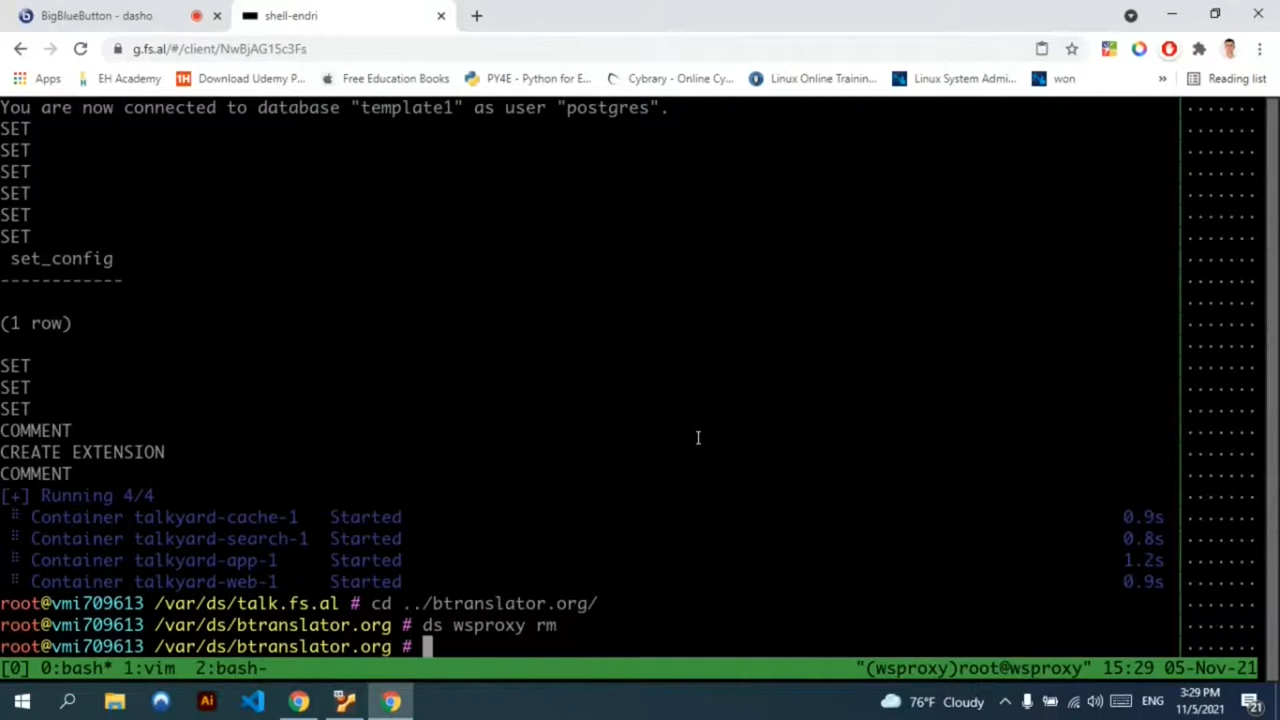 BigBlueButton - dasho
shell-endri
g.fs.al/#/client/NwBjAG15c3Fs
Apps
EH Academy
Download Udemy P...
Free Education Books
PY4E - Python for E...
Cybrary - Online Cy...
Linux Online Trainin...
Linux System Admi...
won
»
Reading list
You are now connected to database "template1" as user "postgres".
SET
SET
SET
SET
SET
SET
set_config
------------
(1 row)
SET
SET
SET
COMMENT
CREATE EXTENSION
COMMENT
[+] Running 4/4
⠿ Container talkyard-cache-1 Started 0.9s
⠿ Container talkyard-search-1 Started 0.8s
⠿ Container talkyard-app-1 Started 1.2s
⠿ Container talkyard-web-1 Started 0.9s
root@vmi709613 /var/ds/talk.fs.al # cd ../btranslator.org/
root@vmi709613 /var/ds/btranslator.org # ds wsproxy rm
root@vmi709613 /var/ds/btranslator.org #
[0] 0:bash* 1:vim 2:bash- "(wsproxy)root@wsproxy" 15:29 05-Nov-21
Ai
76°F Cloudy
ENG
3:29 PM
11/5/2021
21